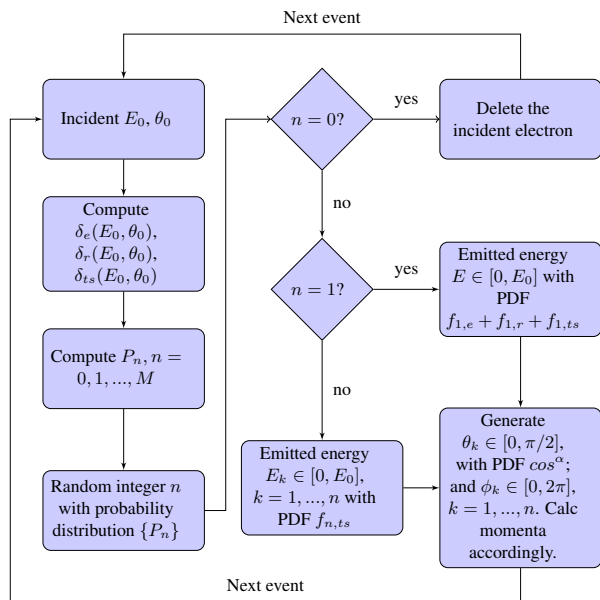 Next event
Incident E₀, θ₀
n = 0?
yes
Delete the
incident electron
no
Compute
δₑ(E₀, θ₀),
δᵣ(E₀, θ₀),
δₜₛ(E₀, θ₀)
n = 1?
yes
Emitted energy
E ∈ [0, E₀] with
PDF
f₁,ₑ + f₁,ᵣ + f₁,ₜₛ
Compute Pₙ, n =
0, 1, ..., M
no
Random integer n
with probability
distribution {Pₙ}
Emitted energy
Eₖ ∈ [0, E₀],
k = 1, ..., n with
PDF fₙ,ₜₛ
Generate
θₖ ∈ [0, π/2],
with PDF cos^α;
and ϕₖ ∈ [0, 2π],
k = 1, ..., n. Calc
momenta
accordingly.
Next event